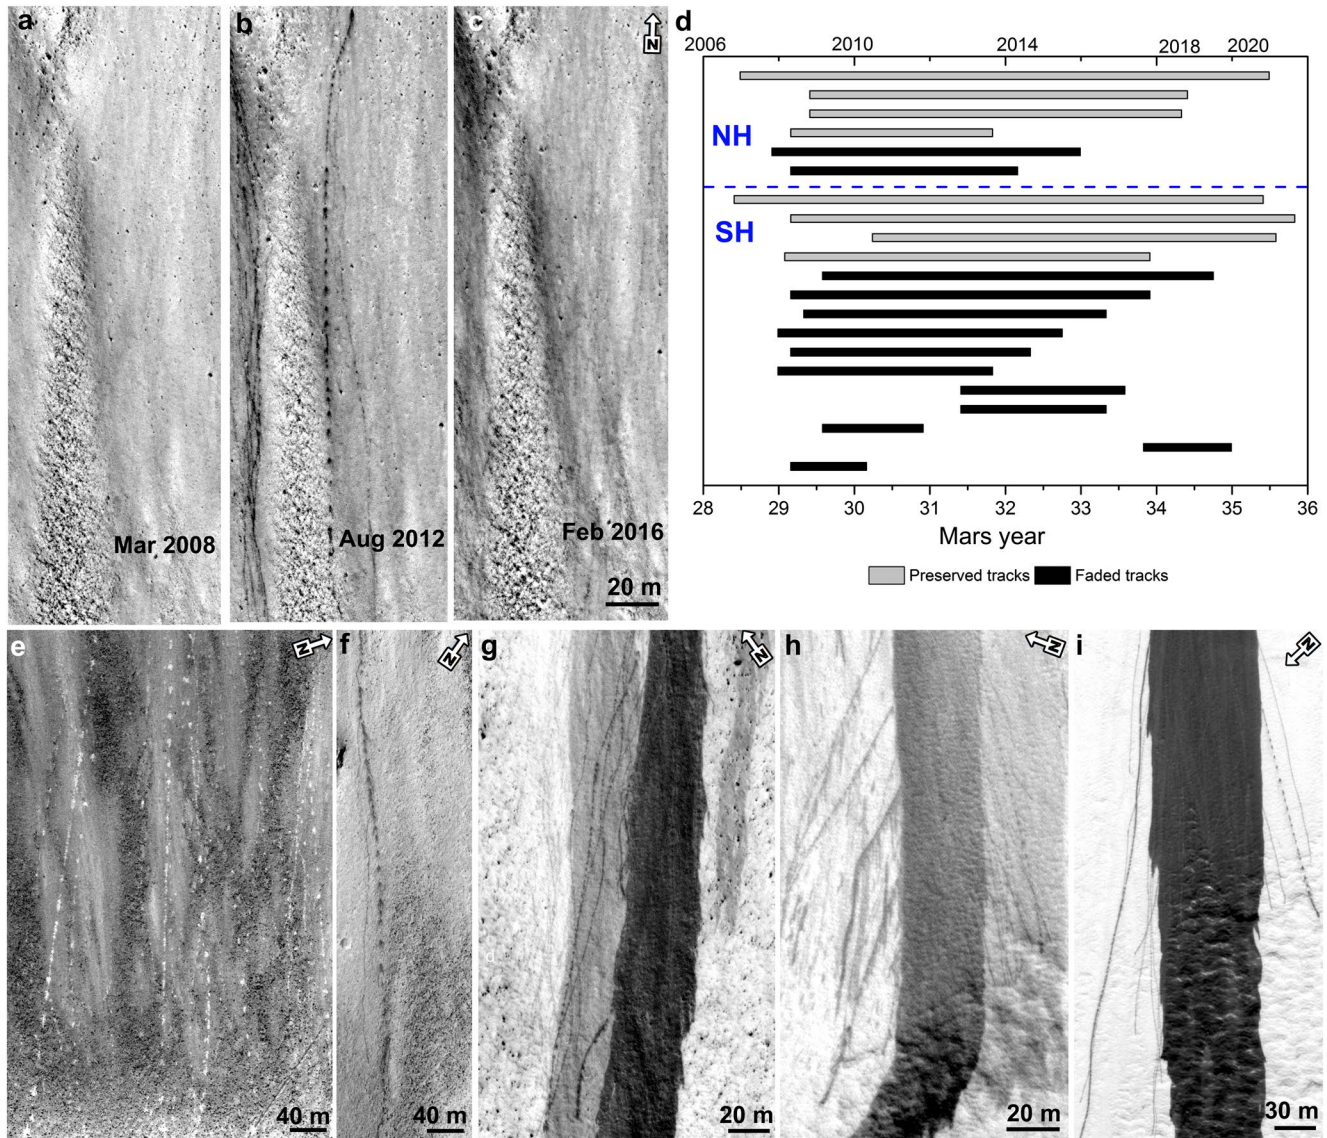 a
b
c
N
d
Mar 2008
Aug 2012
Feb 2016
20 m
2006
2010
2014
2018
2020
NH
SH
28
29
30
31
32
33
34
35
36
Mars year
Preserved tracks
Faded tracks
e
N
f
N
g
N
h
N
i
N
40 m
40 m
20 m
20 m
30 m